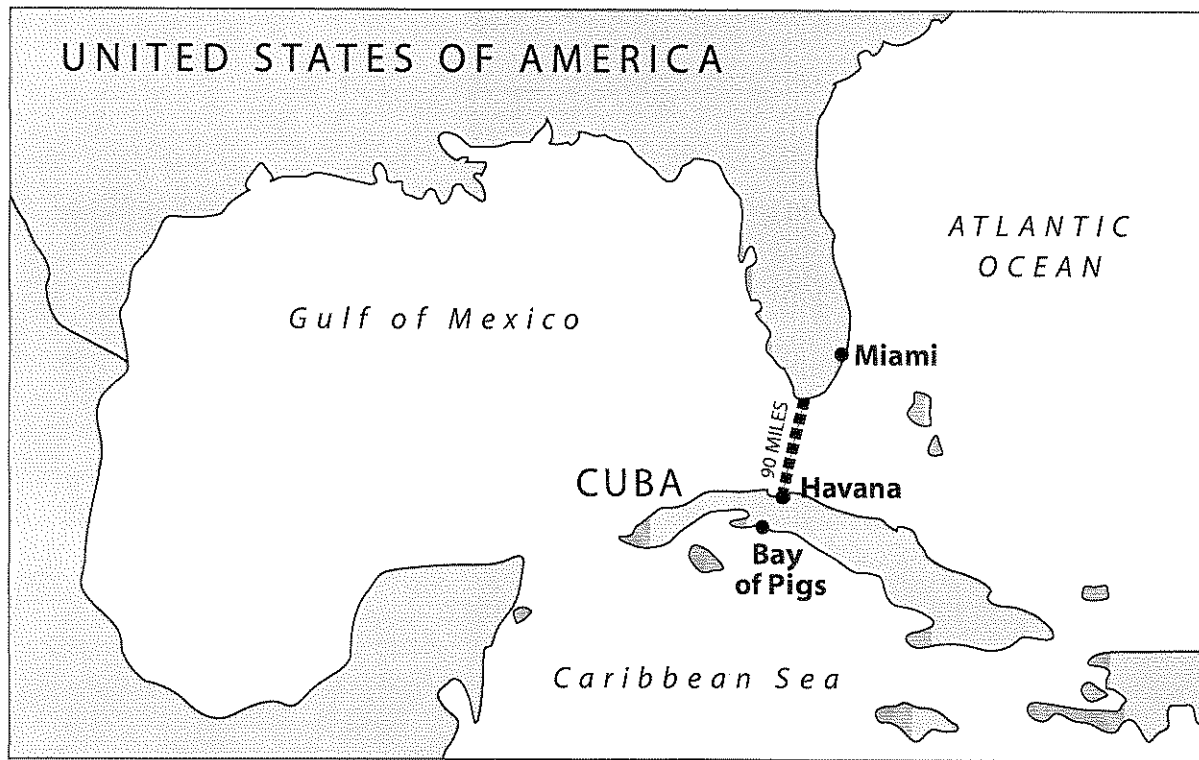 UNITED STATES OF AMERICA
ATLANTIC
OCEAN
Gulf of Mexico
Miami
90 MILES
CUBA
Havana
Bay
of Pigs
Caribbean Sea